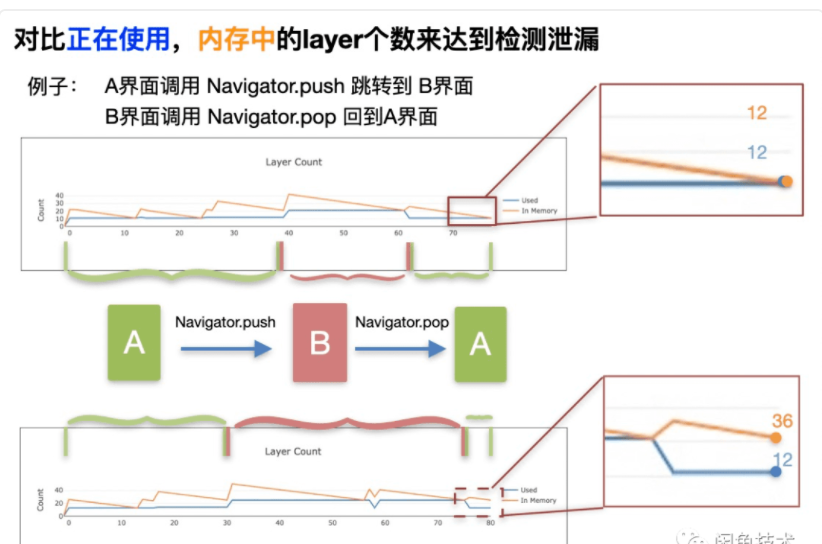 对比正在使用，内存中的layer个数来达到检测泄漏
例子： A界面调用 Navigator.push 跳转到 B界面
B界面调用 Navigator.pop 回到A界面
12
12
Layer Count
Count
40
30
20
10
0
Used
In Memory
0 10 20 30 40 50 60 70
A
Navigator.push
B
Navigator.pop
A
36
12
Layer Count
Count
40
20
0
Used
In Memory
0 10 20 30 40 50 60 70 80